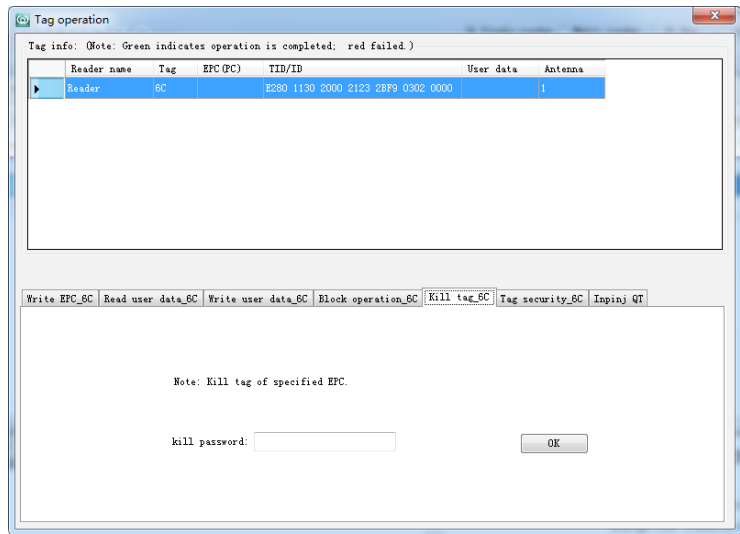 Tag operation
Tag info: (Note: Green indicates operation is completed; red failed.)
Reader name Tag EPC(PC) TID/ID User data Antenna
Reader 6C E280 1130 2000 2123 2BF9 0302 0000 1
Write EPC_6C Read user data_6C Write user data_6C Block operation_6C Kill tag_6C Tag security_6C Inpinj QT
Note: Kill tag of specified EPC.
kill password: OK